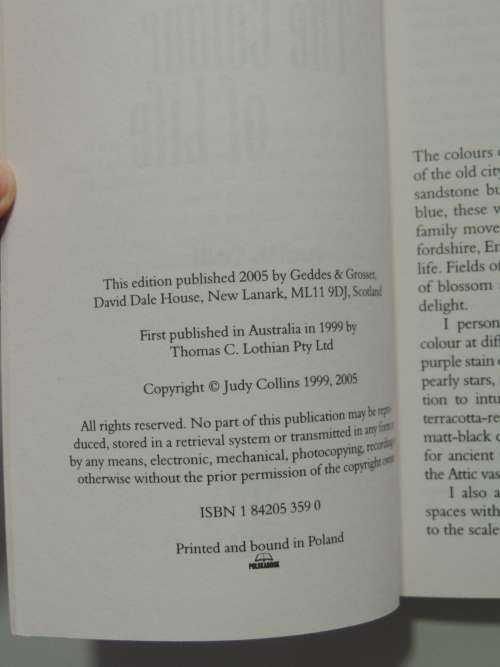 This edition published 2005 by Geddes & Grosset,
David Dale House, New Lanark, ML11 9DJ, Scotland
First published in Australia in 1999 by
Thomas C. Lothian Pty Ltd
Copyright © Judy Collins 1999, 2005
All rights reserved. No part of this publication may be repro-
duced, stored in a retrieval system or transmitted in any form or
by any means, electronic, mechanical, photocopying, recording or
otherwise without the prior permission of the copyright owner.
ISBN 1 84205 359 0
Printed and bound in Poland
POLSKABOOK
The colours
of the old city
sandstone bu
blue, these w
family move
fordshire, En
life. Fields of
of blossom
delight.
I person
colour at diff
purple stain
pearly stars,
tion to intu
terracotta-re
matt-black
for ancient
the Attic vas
I also a
spaces with
to the scale